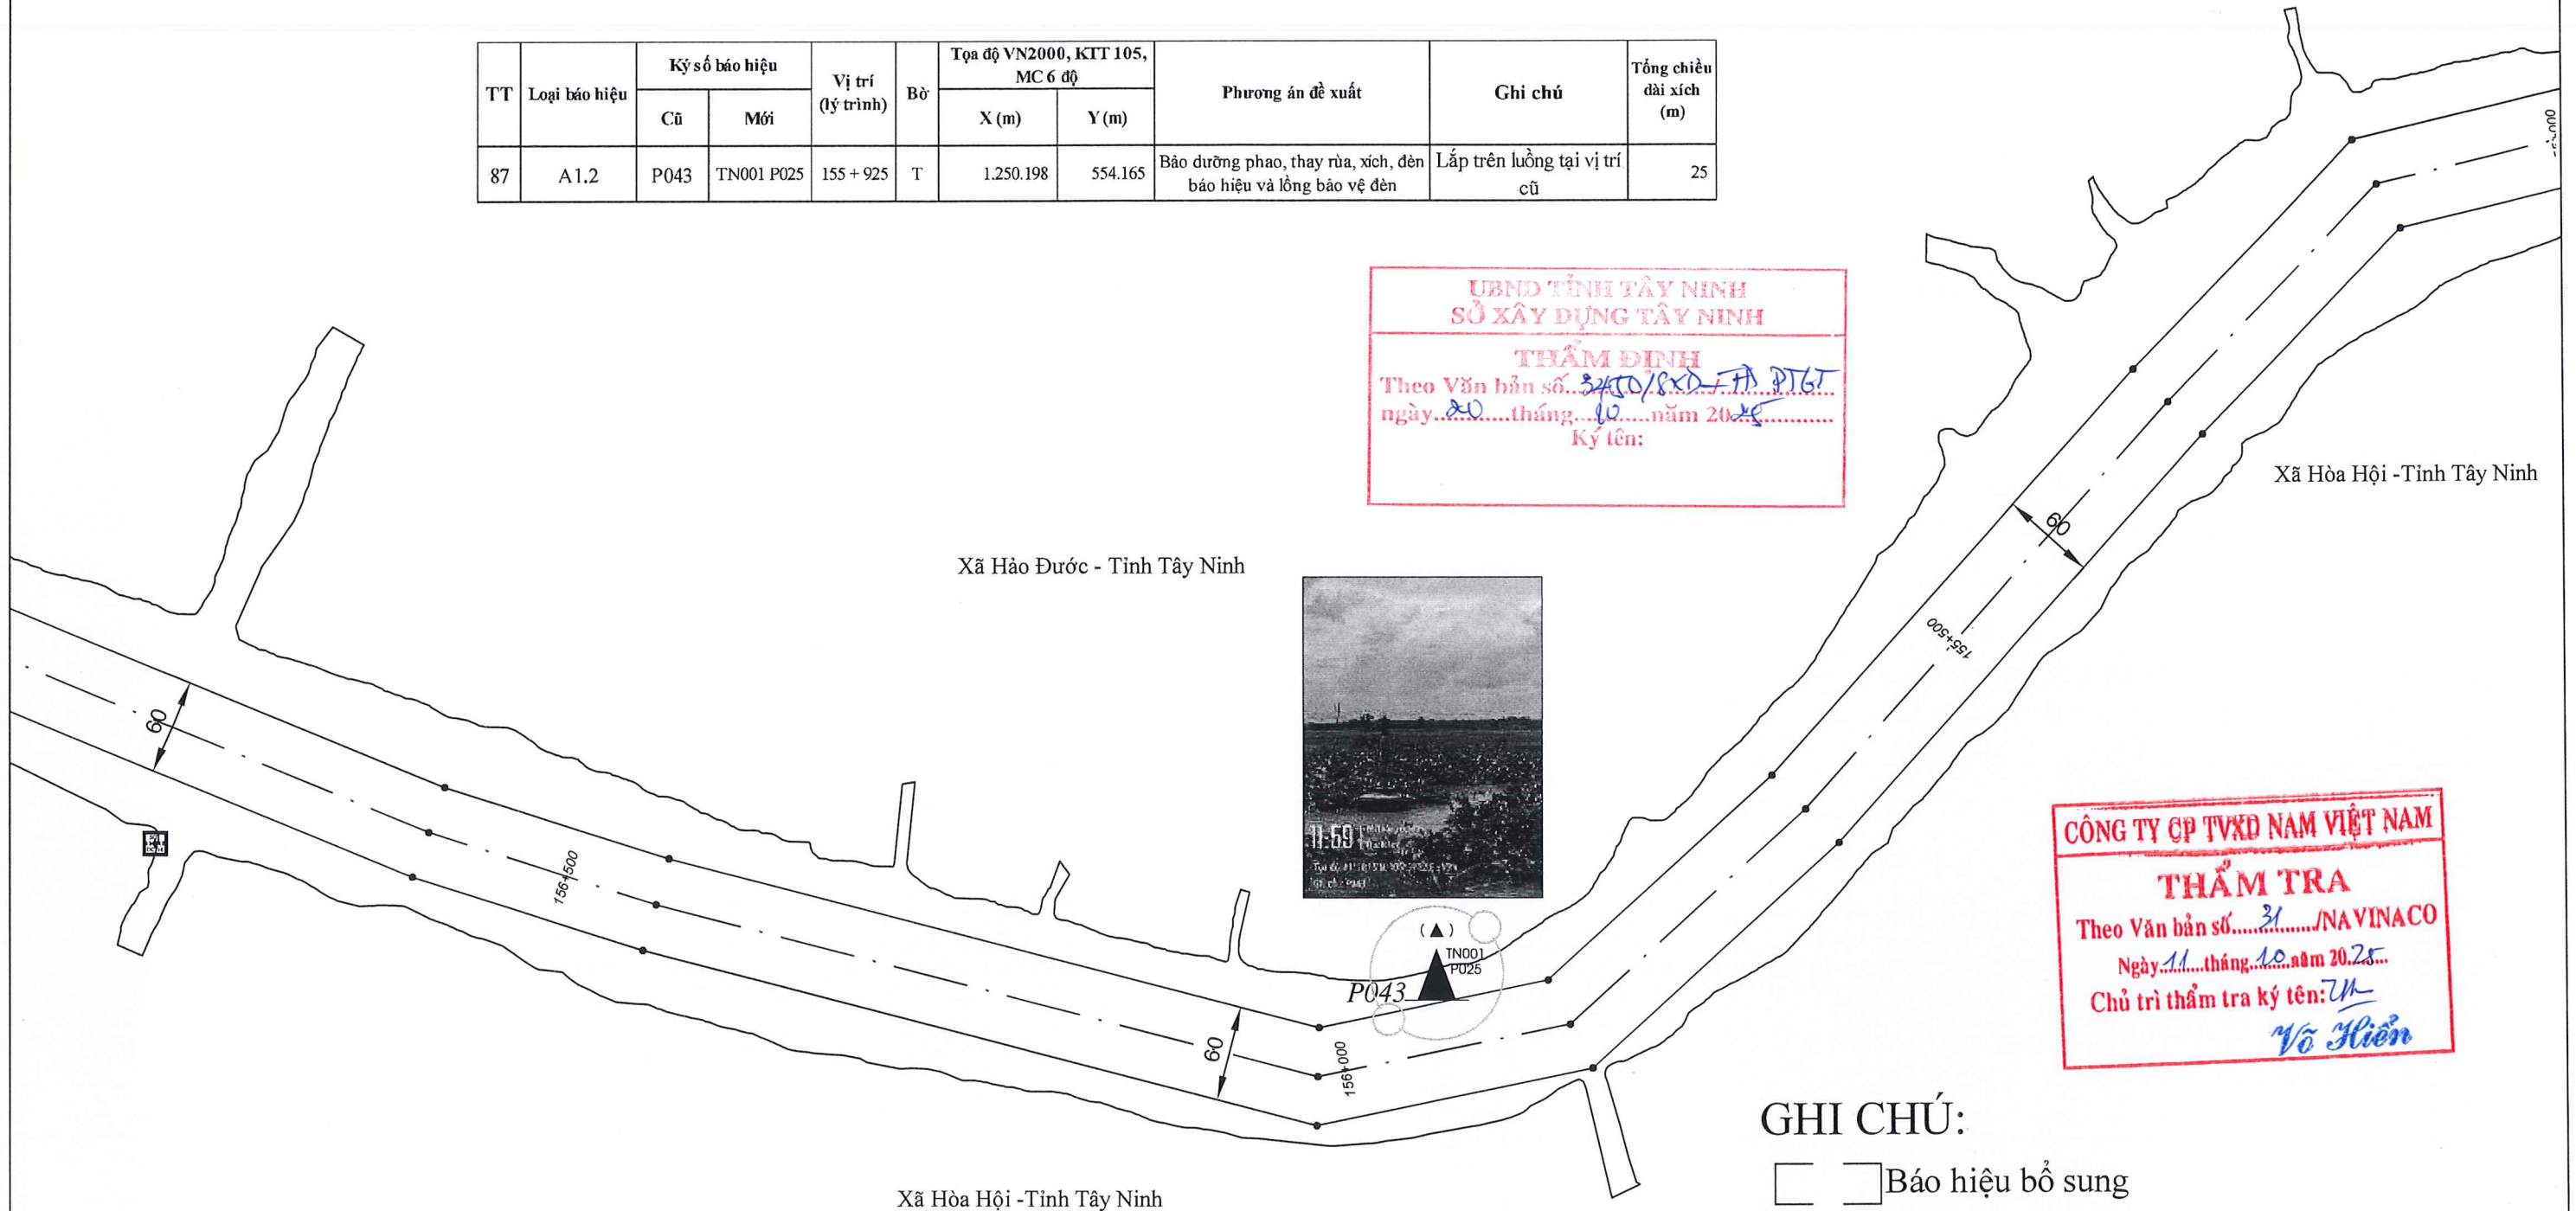 TT Loại báo hiệu Ký số báo hiệu Vị trí (lý trình) Bờ Tọa độ VN2000, KTT 105, MC 6 độ Phương án đề xuất Ghi chú Tổng chiều dài xích (m)
Cũ Mới X (m) Y (m)
87 A1.2 P043 TN001 P025 155 + 925 T 1.250.198 554.165 Bảo dưỡng phao, thay rùa, xích, đèn báo hiệu và lồng bảo vệ đèn Lắp trên luồng tại vị trí cũ 25
UBND TỈNH TÂY NINH
SỞ XÂY DỰNG TÂY NINH
THẨM ĐỊNH
Theo Văn bản số 3450/SXD-TĐ PTGT
ngày 20 tháng 10 năm 2025
Ký tên:
Xã Hòa Hội -Tỉnh Tây Ninh
60
Xã Hảo Đước - Tỉnh Tây Ninh
155+500
60
11:59
156+500
CÔNG TY CP TVXD NAM VIỆT NAM
THẨM TRA
Theo Văn bản số 31 /NAVINACO
Ngày 11 tháng 10 năm 2025
Chủ trì thẩm tra ký tên:
Võ Hiển
TN001
P025
P043
60
156+000
GHI CHÚ:
Báo hiệu bổ sung
Xã Hòa Hội -Tỉnh Tây Ninh